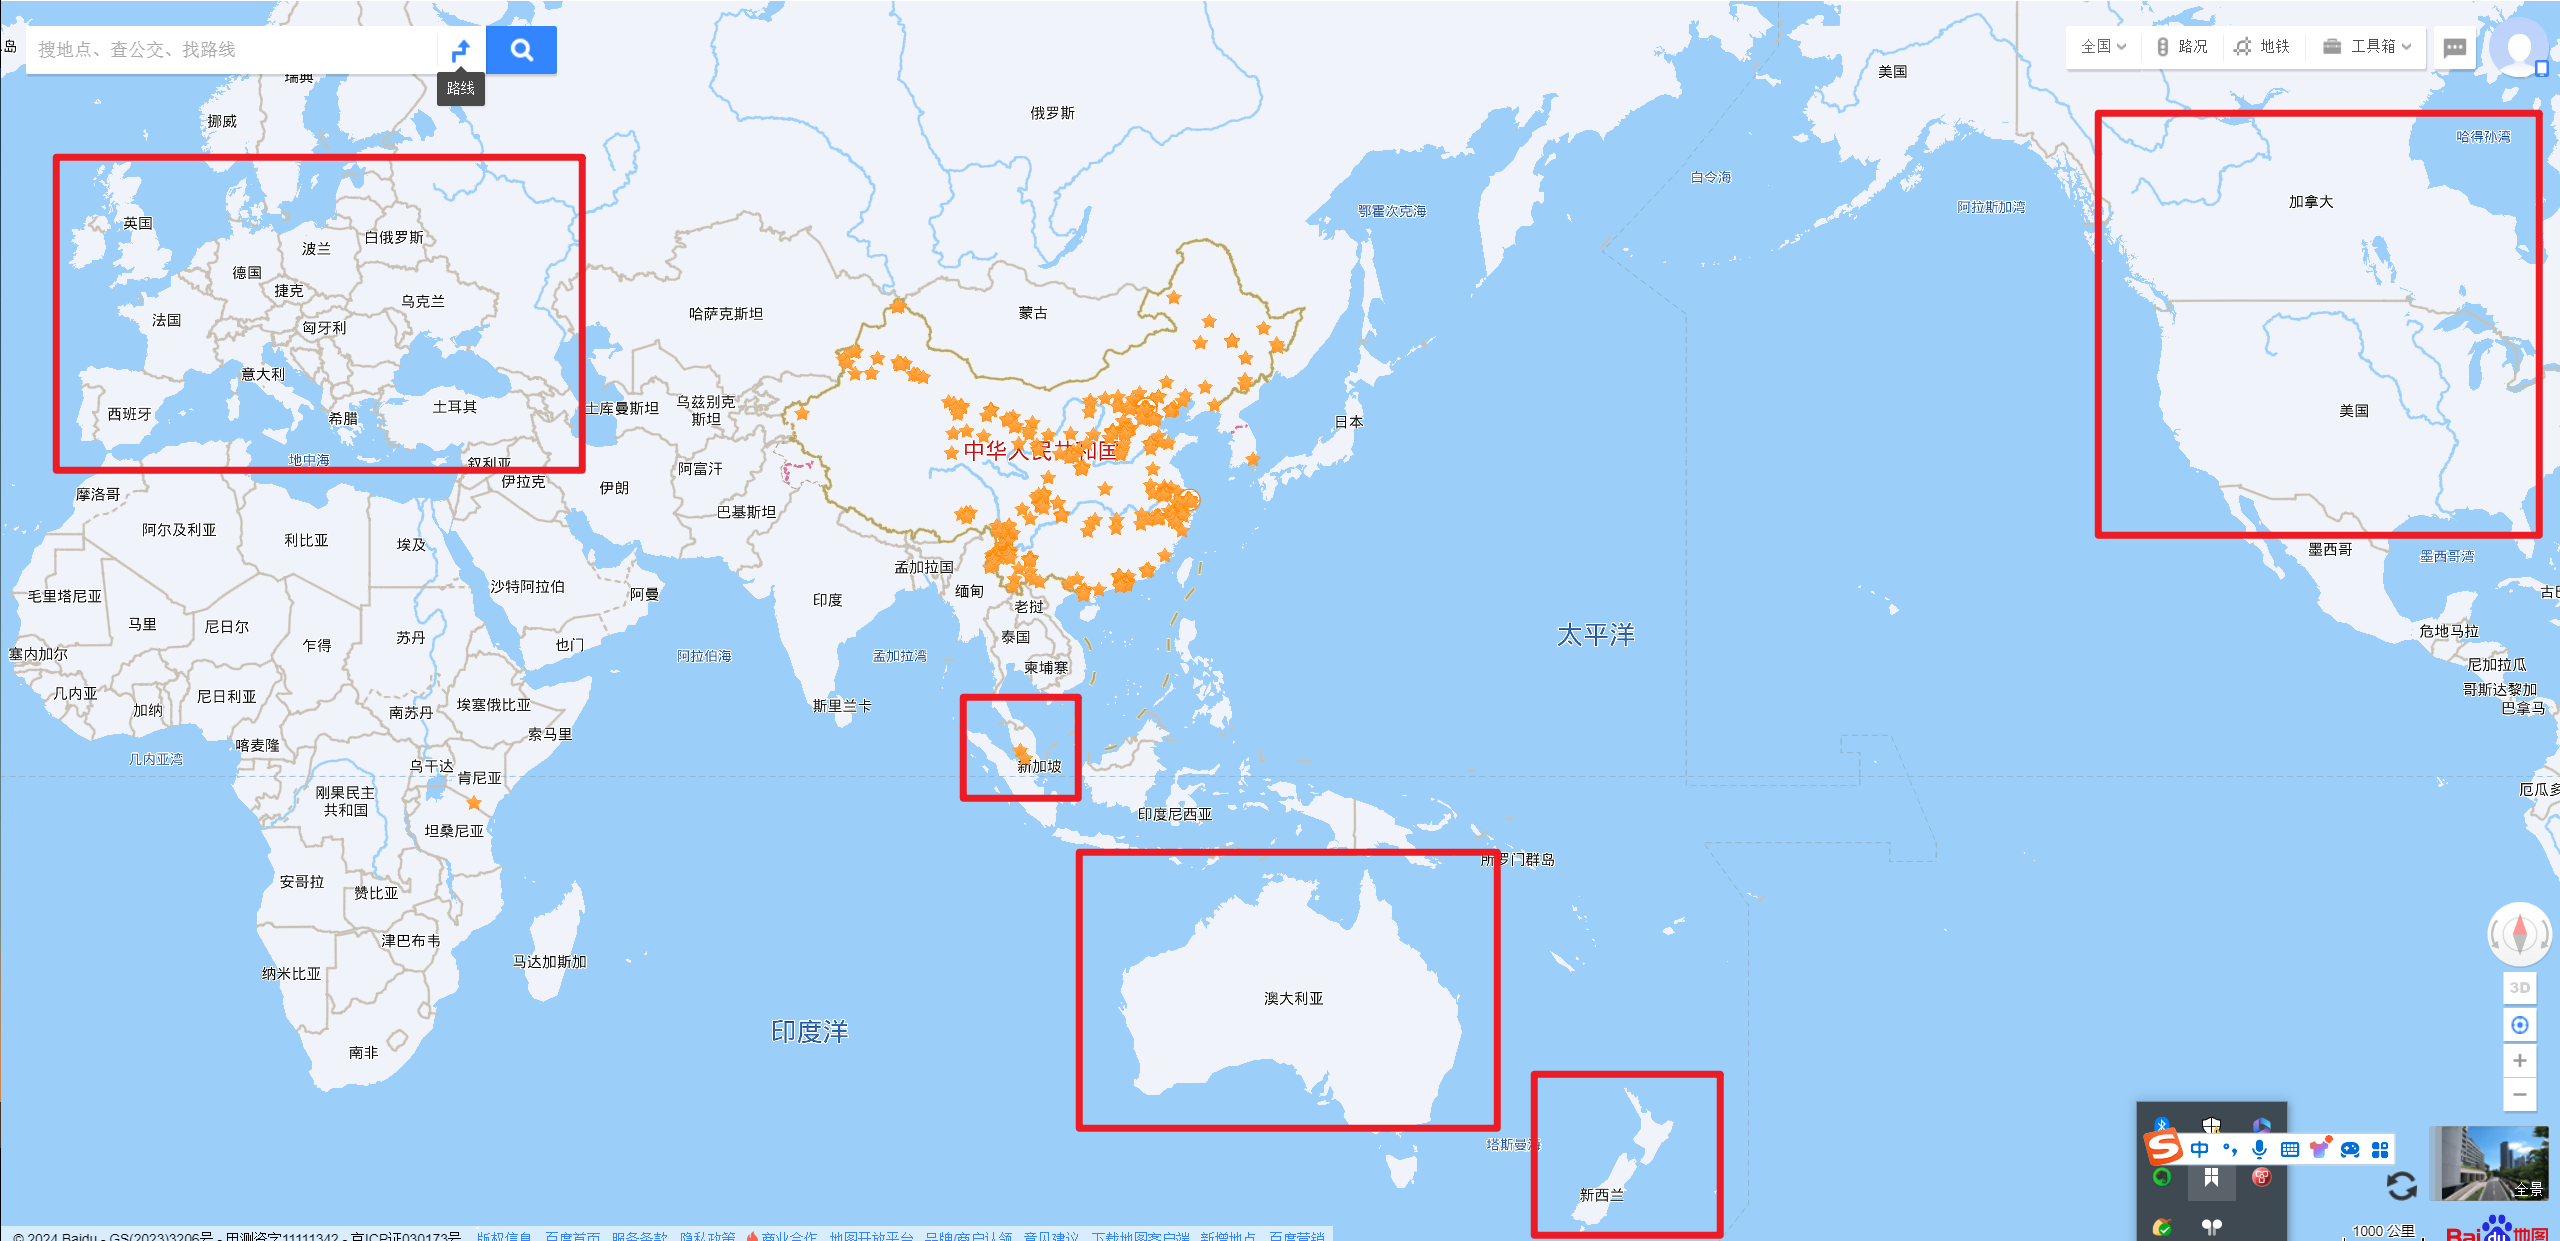 岛
搜地点、查公交、找路线
路线
全国
路况
地铁
工具箱
瑞典
挪威
俄罗斯
美国
哈得孙湾
白令海
鄂霍次克海
阿拉斯加湾
加拿大
英国
白俄罗斯
波兰
德国
捷克
乌克兰
法国
匈牙利
哈萨克斯坦
蒙古
意大利
土耳其
西班牙
希腊
土库曼斯坦
乌兹别克
斯坦
日本
美国
中华人民共和国
地中海
叙利亚
阿富汗
伊拉克
伊朗
摩洛哥
巴基斯坦
阿尔及利亚
利比亚
埃及
墨西哥
墨西哥湾
孟加拉国
缅甸
沙特阿拉伯
阿曼
印度
老挝
毛里塔尼亚
马里
尼日尔
乍得
苏丹
也门
泰国
太平洋
古巴
危地马拉
塞内加尔
阿拉伯海
孟加拉湾
柬埔寨
尼加拉瓜
几内亚
尼日利亚
加纳
南苏丹
埃塞俄比亚
斯里兰卡
哥斯达黎加
巴拿马
索马里
喀麦隆
几内亚湾
乌干达
肯尼亚
新加坡
刚果民主
共和国
坦桑尼亚
印度尼西亚
厄瓜多
所罗门群岛
安哥拉
赞比亚
津巴布韦
马达加斯加
纳米比亚
澳大利亚
印度洋
南非
3D
塔斯曼海
新西兰
中
全景
1000 公里
© 2024 Baidu - GS(2023)3206号 - 甲测资字11111342 - 京ICP证030173号 版权信息 百度首页 服务条款 隐私政策 商业合作 地图开放平台 品牌/商户认领 意见建议 下载地图客户端 新增地点 百度营销
Bai du 地图